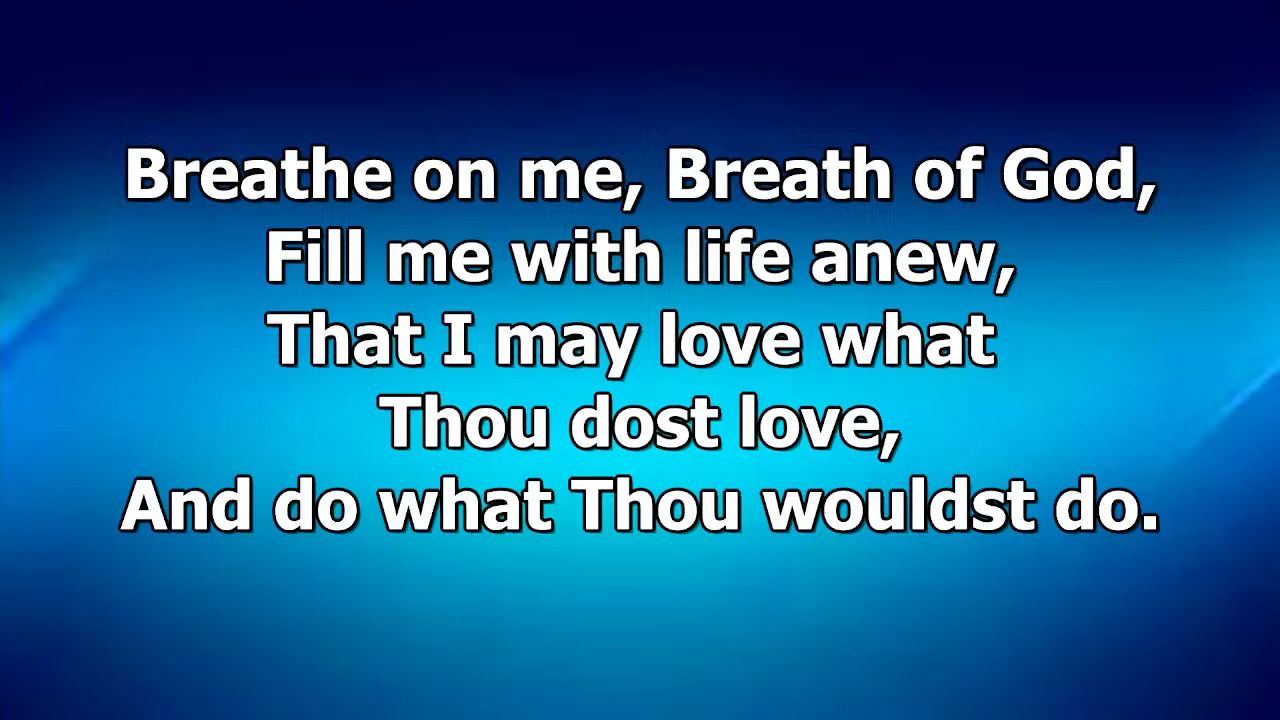 Breathe on me, Breath of God,
Fill me with life anew,
That I may love what
Thou dost love,
And do what Thou wouldst do.